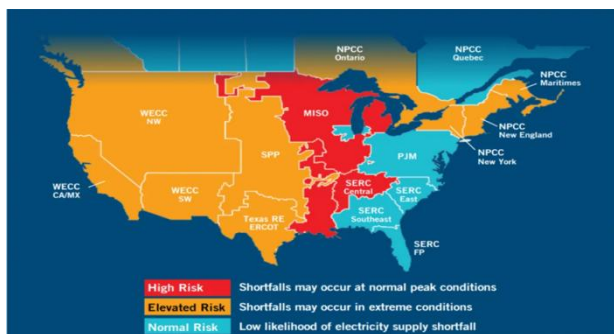 NPCC
Ontario
NPCC
Quebec
NPCC
Maritimes
WECC
NW
MISO
NPCC
New England
NPCC
New York
SPP
PJM
WECC
CA/MX
WECC
SW
SERC
Central
SERC
East
Texas RE
ERCOT
SERC
Southeast
SERC
FP
High Risk Shortfalls may occur at normal peak conditions
Elevated Risk Shortfalls may occur in extreme conditions
Normal Risk Low likelihood of electricity supply shortfall